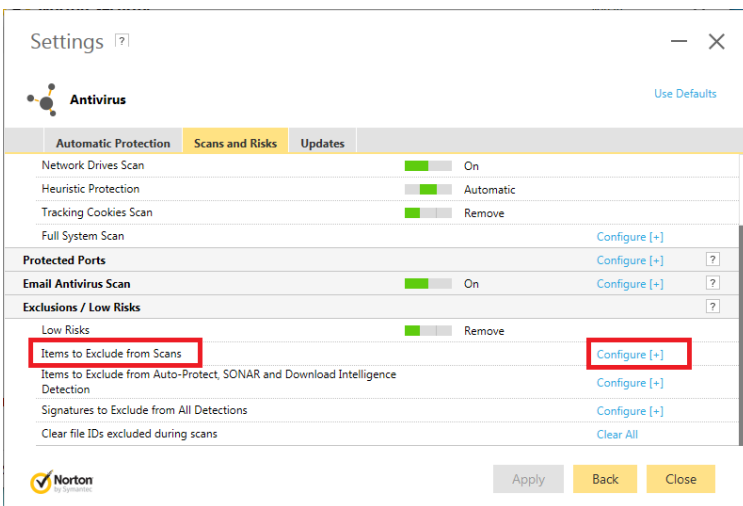 Settings ?
Antivirus
Use Defaults
Automatic Protection Scans and Risks Updates
Network Drives Scan On
Heuristic Protection Automatic
Tracking Cookies Scan Remove
Full System Scan Configure [+]
Protected Ports Configure [+] ?
Email Antivirus Scan On Configure [+] ?
Exclusions / Low Risks ?
Low Risks Remove
Items to Exclude from Scans Configure [+]
Items to Exclude from Auto-Protect, SONAR and Download Intelligence
Detection Configure [+]
Signatures to Exclude from All Detections Configure [+]
Clear file IDs excluded during scans Clear All
Norton
by Symantec
Apply Back Close